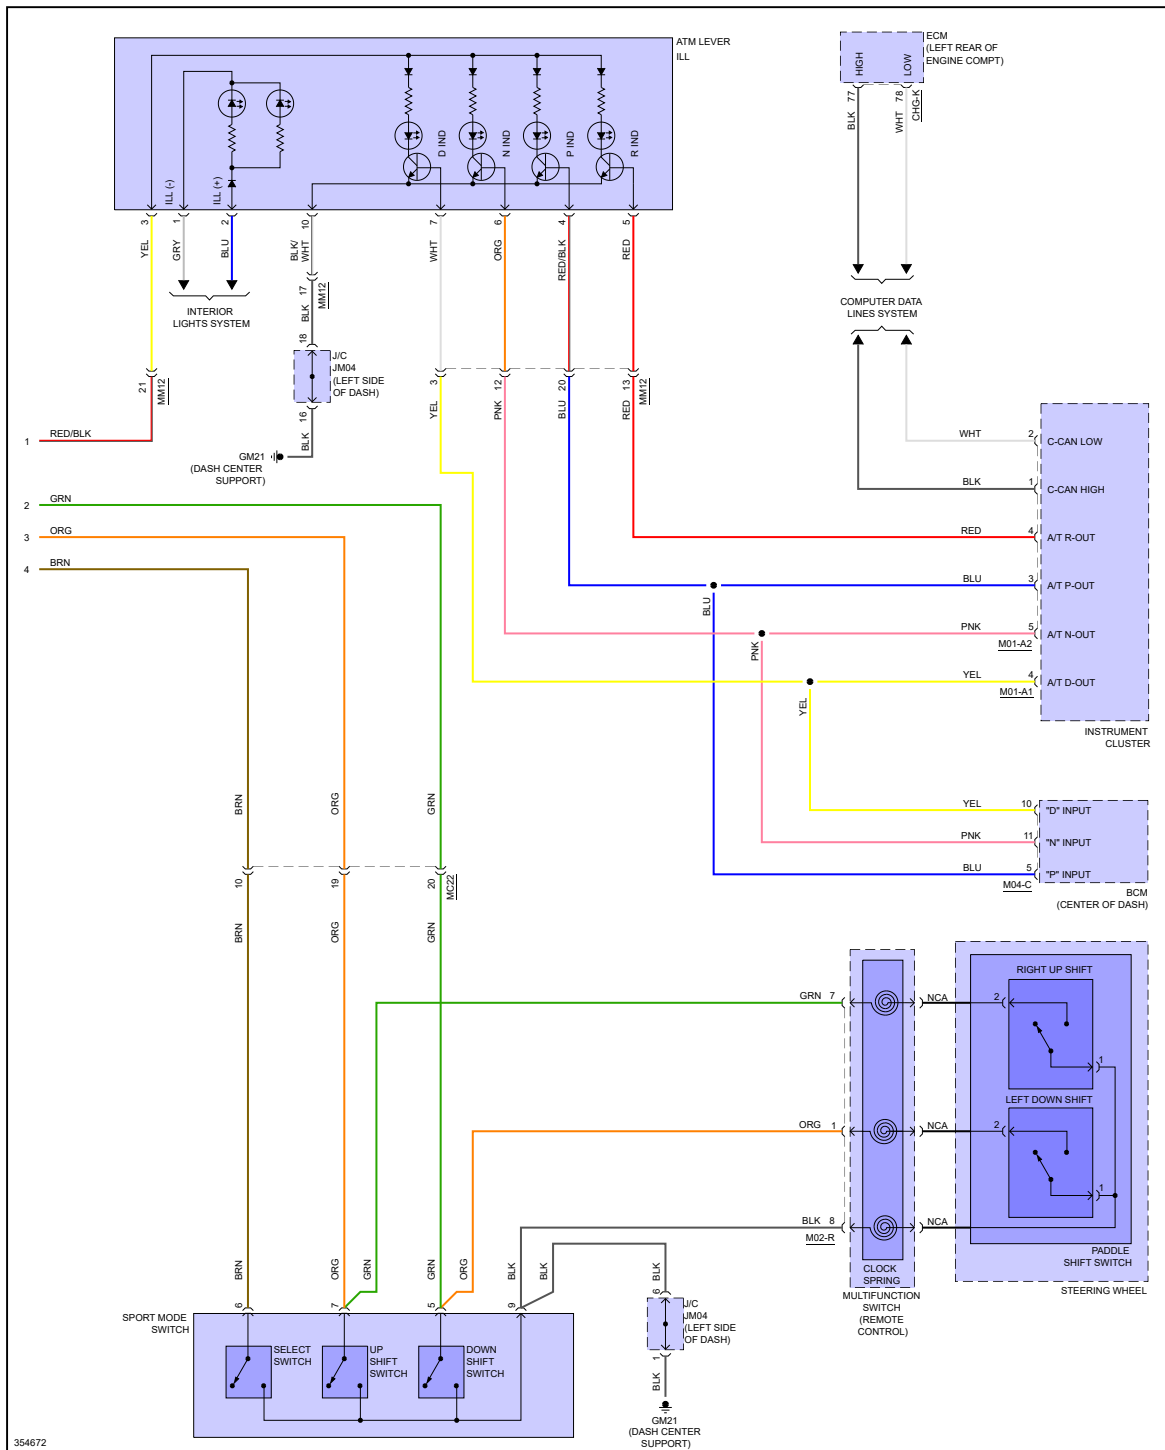 ATM LEVER
ILL
ILL (-)
ILL (+)
D IND
N IND
P IND
R IND
3
1
2
10
7
6
4
5
YEL
GRY
BLU
BLK/
WHT
WHT
ORG
RED/BLK
RED
INTERIOR
LIGHTS SYSTEM
17
MM12
BLK
18
J/C
JM04
(LEFT SIDE
OF DASH)
16
BLK
GM21
(DASH CENTER
SUPPORT)
21
MM12
3
12
20
13
MM12
YEL
PNK
BLU
RED
ECM
(LEFT REAR OF
ENGINE COMPT)
HIGH
LOW
77
78
CHG-K
BLK
WHT
COMPUTER DATA
LINES SYSTEM
1 RED/BLK
2 GRN
3 ORG
4 BRN
WHT 2 C-CAN LOW
BLK 1 C-CAN HIGH
RED 4 A/T R-OUT
BLU 3 A/T P-OUT
PNK 5 A/T N-OUT
M01-A2
YEL 4 A/T D-OUT
M01-A1
INSTRUMENT
CLUSTER
BLU
PNK
YEL
YEL 10 "D" INPUT
PNK 11 "N" INPUT
BLU 5 "P" INPUT
M04-C
BCM
(CENTER OF DASH)
BRN
ORG
GRN
10
19
20
MC22
BRN
ORG
GRN
GRN 7
NCA
RIGHT UP SHIFT
2
1
LEFT DOWN SHIFT
ORG 1
NCA
2
1
BLK 8
NCA
M02-R
CLOCK
SPRING
MULTIFUNCTION
SWITCH
(REMOTE
CONTROL)
PADDLE
SHIFT SWITCH
STEERING WHEEL
BRN
ORG
GRN
GRN
ORG
BLK
BLK
BLK
6
7
5
9
6
SPORT MODE
SWITCH
SELECT
SWITCH
UP
SHIFT
SWITCH
DOWN
SHIFT
SWITCH
J/C
JM04
(LEFT SIDE
OF DASH)
1
BLK
GM21
(DASH CENTER
SUPPORT)
354672